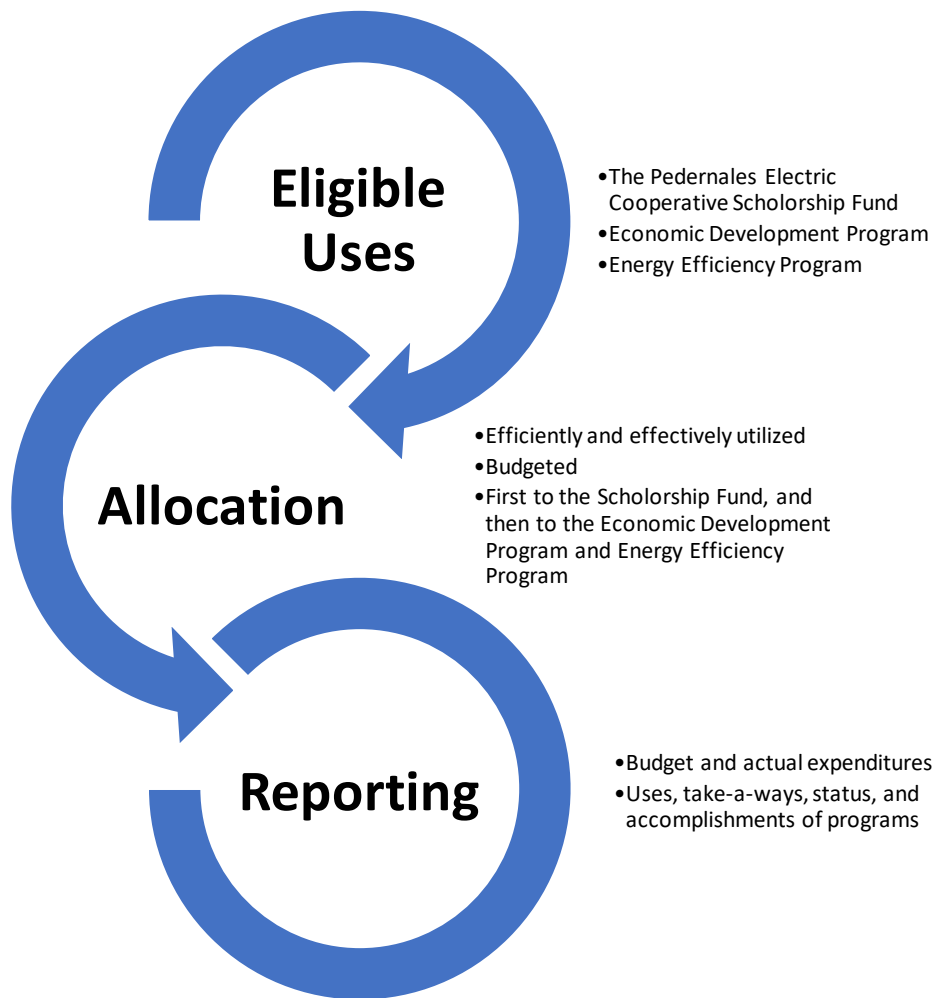 Eligible
Uses
•The Pedernales Electric
Cooperative Scholorship Fund
•Economic Development Program
•Energy Efficiency Program
Allocation
•Efficiently and effectively utilized
•Budgeted
•First to the Scholorship Fund, and
then to the Economic Development
Program and Energy Efficiency
Program
Reporting
•Budget and actual expenditures
•Uses, take-a-ways, status, and
accomplishments of programs